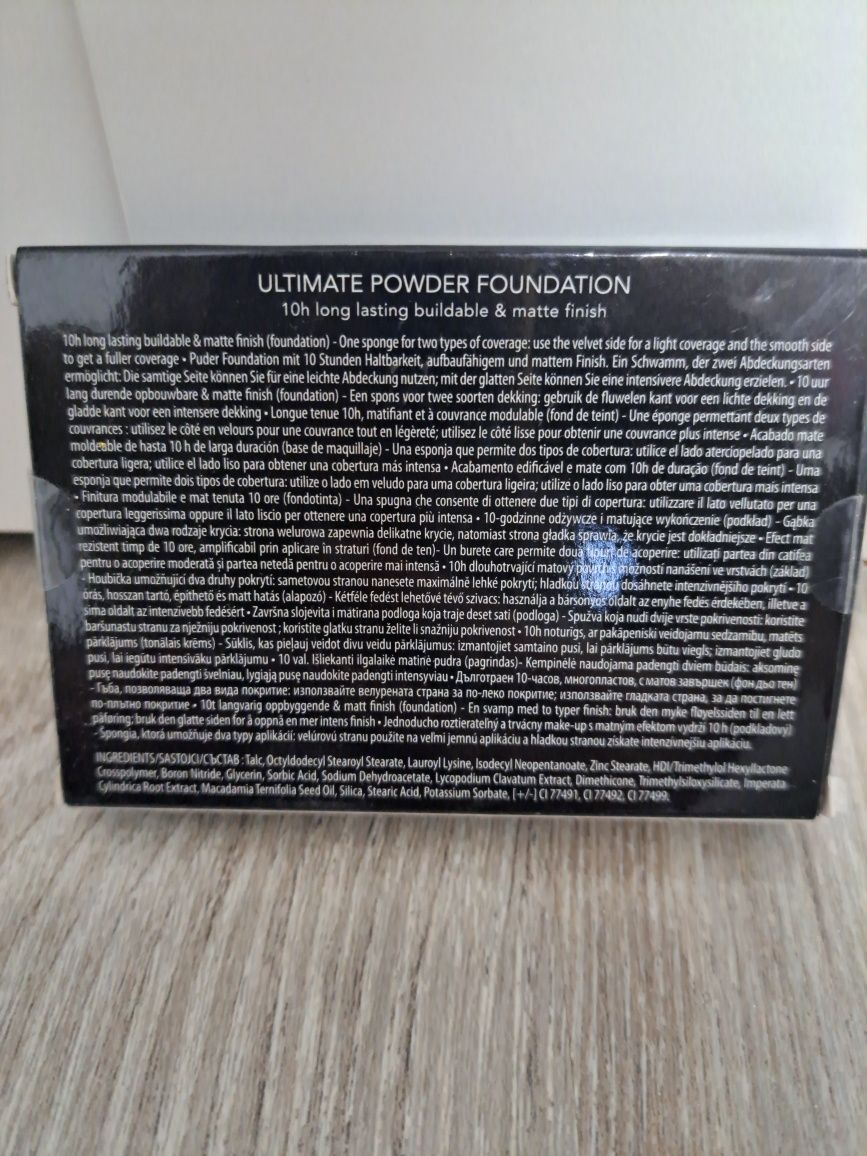 ULTIMATE POWDER FOUNDATION
10h long lasting buildable & matte finish
10h long lasting buildable & matte finish (foundation) - One sponge for two types of coverage: use the velvet side for a light coverage and the smooth side
to get a fuller coverage • Puder Foundation mit 10 Stunden Haltbarkeit, aufbaufähigem und mattem Finish. Ein Schwamm, der zwei Abdeckungsarten
ermöglicht: Die samtige Seite können Sie für eine leichte Abdeckung nutzen; mit der glatten Seite können Sie eine intensivere Abdeckung erzielen. • 10 uur
lang durende opbouwbare & matte finish (foundation) - Een spons voor twee soorten dekking: gebruik de fluwelen kant voor een lichte dekking en de
gladde kant voor een intensere dekking • Longue tenue 10h, matifiant et à couvrance modulable (fond de teint) - Une éponge permettant deux types de
couvrances : utilisez le côté en velours pour une couvrance tout en légèreté; utilisez le côté lisse pour obtenir une couvrance plus intense • Acabado mate
moldeable de hasta 10 h de larga duración (base de maquillaje) - Una esponja que permite dos tipos de cobertura: utilice el lado aterciopelado para una
cobertura ligera; utilice el lado liso para obtener una cobertura más intensa • Acabamento edificável e mate com 10h de duração (fond de teint) - Uma
esponja que permite dois tipos de cobertura: utilize o lado em veludo para uma cobertura ligeira; utilize o lado liso para obter uma cobertura mais intensa
• Finitura modulabile e mat tenuta 10 ore (fondotinta) - Una spugna che consente di ottenere due tipi di copertura: utilizzare il lato vellutato per una
copertura leggerissima oppure il lato liscio per ottenere una copertura più intensa • 10-godzinne odżywcze i matujące wykończenie (podkład) - Gąbka
umożliwiająca dwa rodzaje krycia: strona welurowa zapewnia delikatne krycie, natomiast strona gładka sprawla, że krycie jest dokładniejsze • Efect mat
rezistent timp de 10 ore, amplificabil prin aplicare în straturi (fond de ten)- Un burete care permite două tipuri de acoperire: utilizați partea din catifea
pentru o acoperire moderată și partea netedă pentru o acoperire mai intensă • 10h dlouhotrvající matový povrch s možností nanášení ve vrstvách (základ)
- Houbička umožňující dva druhy pokrytí: sametovou stranou nanesete maximálně lehké pokrytí; hladkou stranou dosáhnete intenzivnějšího pokrytí • 10
órás, hosszan tartó, építhető és matt hatás (alapozó) - Kétféle fedést lehetővé tévő szivacs: használja a bársonyos oldalt az enyhe fedés érdekében, illetve a
sima oldalt az intenzívebb fedésért • Završna slojevita i matirana podloga koja traje deset sati (podloga) - Spužva koja nudi dvije vrste pokrivenosti: koristite
baršunastu stranu za nježniju pokrivenost ; koristite glatku stranu želite li snažniju pokrivenost • 10h noturīgs, ar pakāpeniski veidojamu sedzamību, matēts
pārklājums (tonālais krēms) - Sūklis, kas pieļauj veidot divu veidu pārklājumus: izmantojiet samtaino pusi, lai pārklājums būtu viegls; izmantojiet gludo
pusi, lai iegūtu intensīvāku pārklājumu • 10 val. Išliekanti ilgalaikė matinė pudra (pagrindas)- Kempinėlė naudojama padengti dviem būdais: aksominę
pusę naudokite padengti švelniau, lygiąją pusę naudokite padengti intensyviau • Дълготраен 10-часов, многопластов, с матов завършек (фон дьо тен)
- Гъба, позволяваща два вида покритие: използвайте велурената страна за по-леко покритие; използвайте гладката страна, за да постигнете
по-плътно покритие • 10t langvarig oppbyggende & matt finish (foundation) - En svamp med to typer finish: bruk den myke fløyelssiden til en lett
påføring; bruk den glatte siden for å oppnå en mer intens finish • Jednoducho roztierateľný a trvácny make-up s matným efektom vydrží 10 h (podkladový)
- Špongia, ktorá umožňuje dva typy aplikácií: velúrovú stranu použite na veľmi jemnú aplikáciu a hladkou stranou získate intenzívnejšiu aplikáciu.
INGREDIENTS/SASTOJCI/СЪСТАВ : Talc, Octyldodecyl Stearoyl Stearate, Lauroyl Lysine, Isodecyl Neopentanoate, Zinc Stearate, HDI/Trimethylol Hexyllactone
Crosspolymer, Boron Nitride, Glycerin, Sorbic Acid, Sodium Dehydroacetate, Lycopodium Clavatum Extract, Dimethicone, Trimethylsiloxysilicate, Imperata
Cylindrica Root Extract, Macadamia Ternifolia Seed Oil, Silica, Stearic Acid, Potassium Sorbate, [+/-] CI 77491, CI 77492, CI 77499.